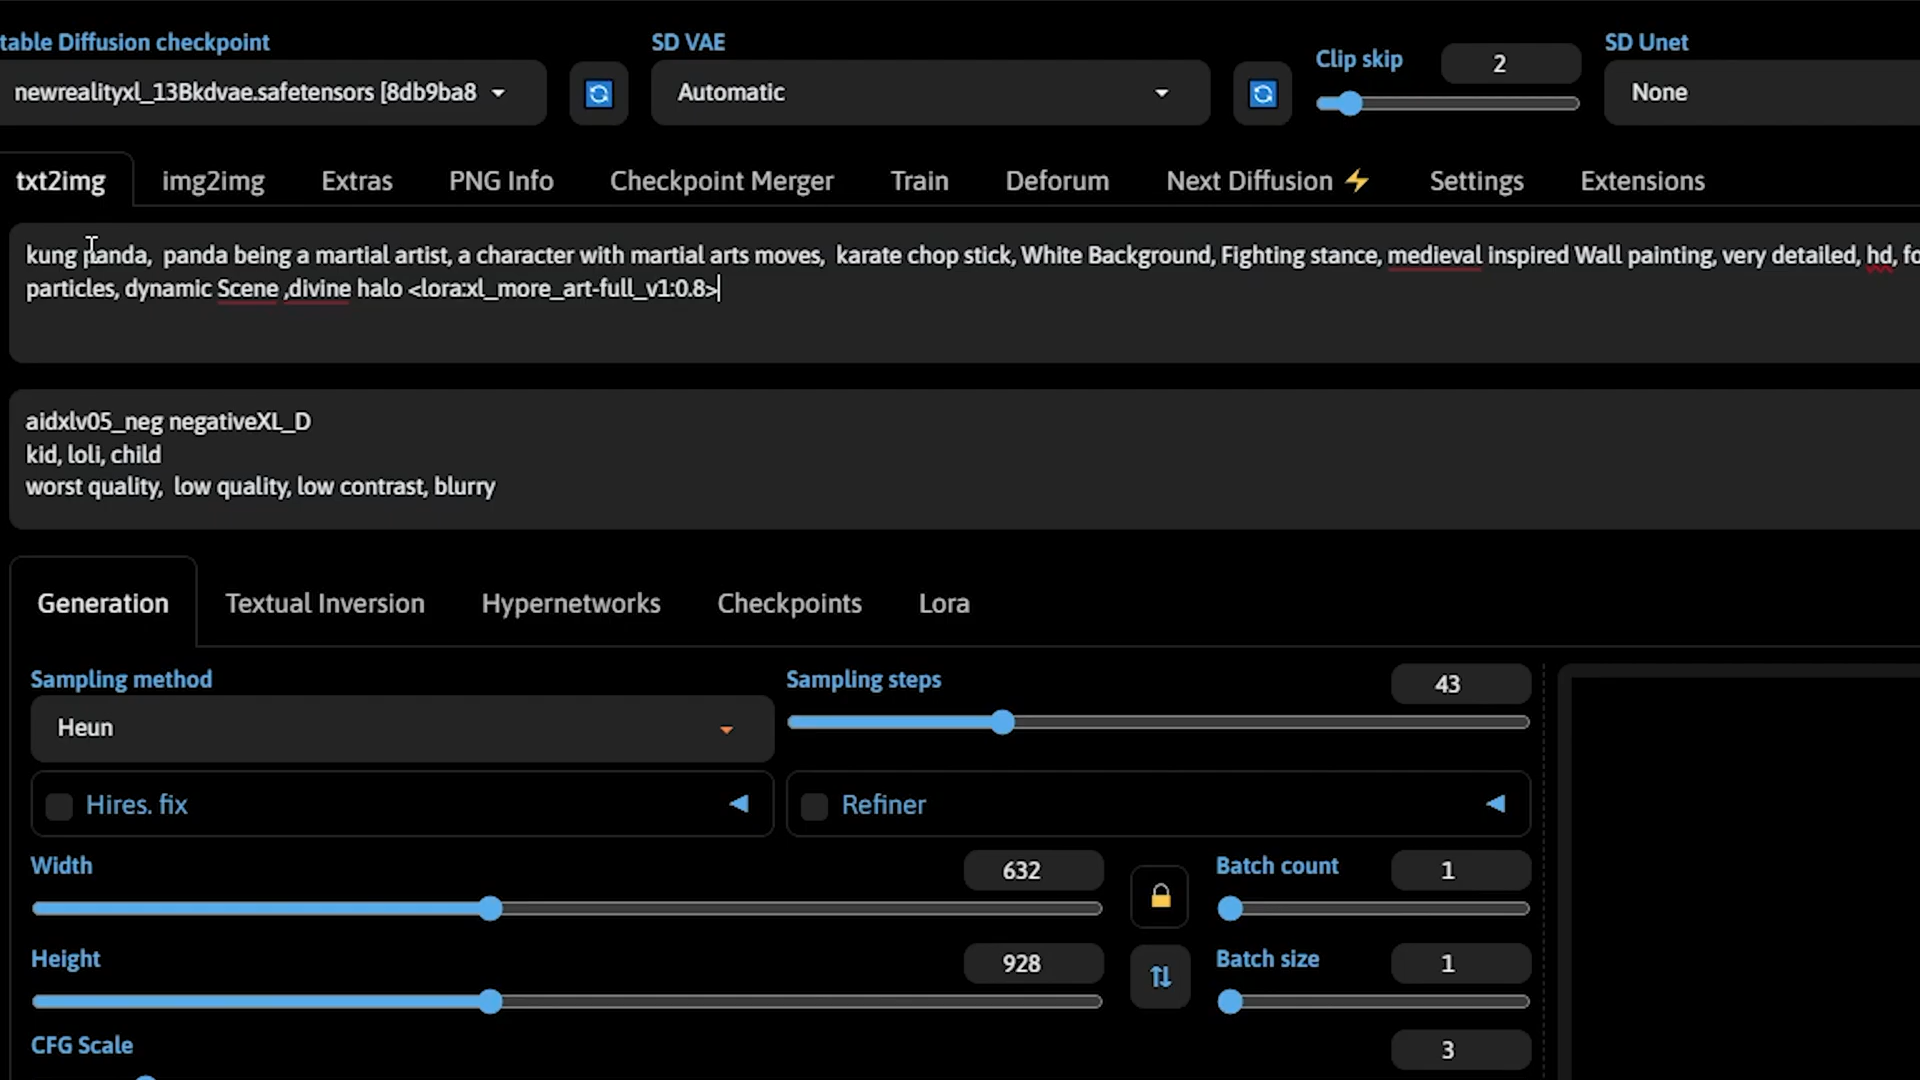 table Diffusion checkpoint
SD VAE
Clip skip
2
SD Unet
newrealityxl_13Bkdvae.safetensors [8db9ba8
Automatic
None
txt2img
img2img
Extras
PNG Info
Checkpoint Merger
Train
Deforum
Next Diffusion ⚡
Settings
Extensions
kung panda,  panda being a martial artist, a character with martial arts moves,  karate chop stick, White Background, Fighting stance, medieval inspired Wall painting, very detailed, hd, fo
particles, dynamic Scene ,divine halo <lora:xl_more_art-full_v1:0.8>
aidxlv05_neg negativeXL_D
kid, loli, child
worst quality,  low quality, low contrast, blurry
Generation
Textual Inversion
Hypernetworks
Checkpoints
Lora
Sampling method
Heun
Sampling steps
43
Hires. fix
Refiner
Width
632
Batch count
1
Height
928
Batch size
1
CFG Scale
3